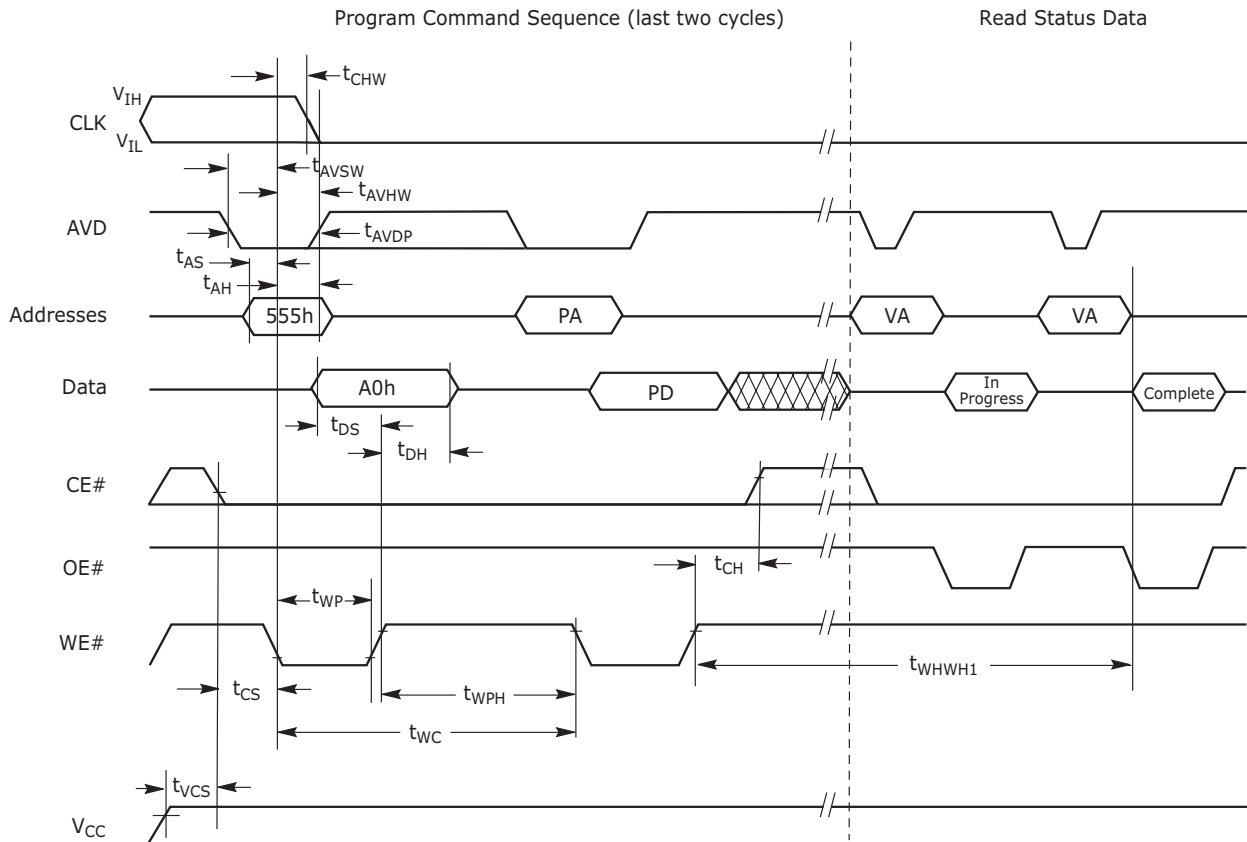 Program Command Sequence (last two cycles)
Read Status Data
tCHW
VIH
CLK
VIL
tAVSW
tAVHW
AVD
tAVDP
tAS
tAH
Addresses
555h
PA
VA
VA
Data
A0h
PD
In
Progress
Complete
tDS
tDH
CE#
OE#
tCH
tWP
WE#
tWHWH1
tCS
tWPH
tWC
tVCS
VCC